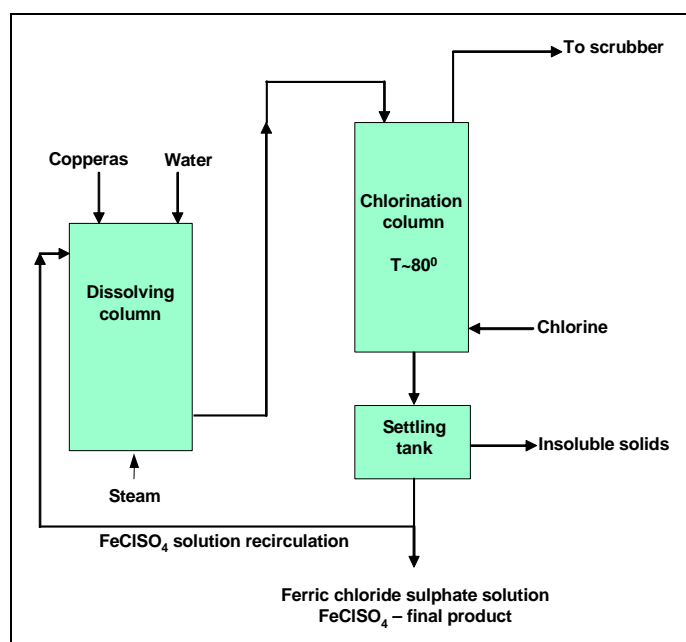 To scrubber
Copperas
Water
Chlorination
column
T~80⁰
Dissolving
column
Chlorine
Settling
tank
Insoluble solids
Steam
FeClSO₄ solution recirculation
Ferric chloride sulphate solution
FeClSO₄ – final product